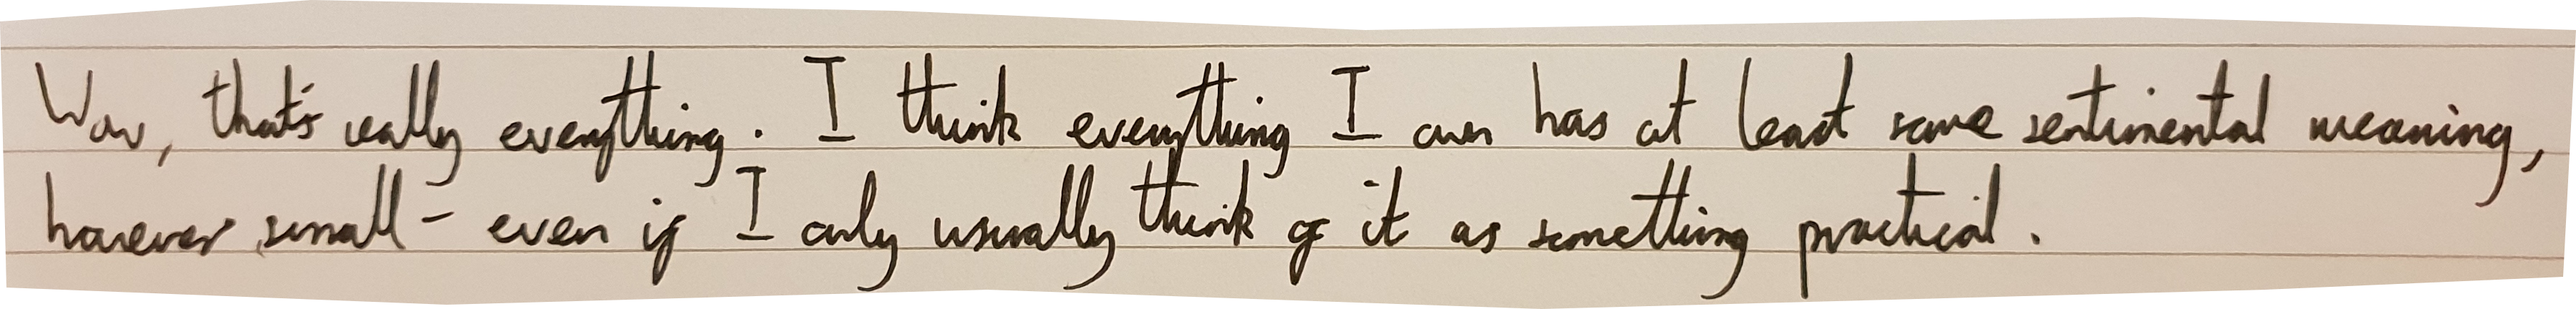 Wow, that's really everything. I think everything I own has at least some sentimental meaning,
however small - even if I only usually think of it as something practical.